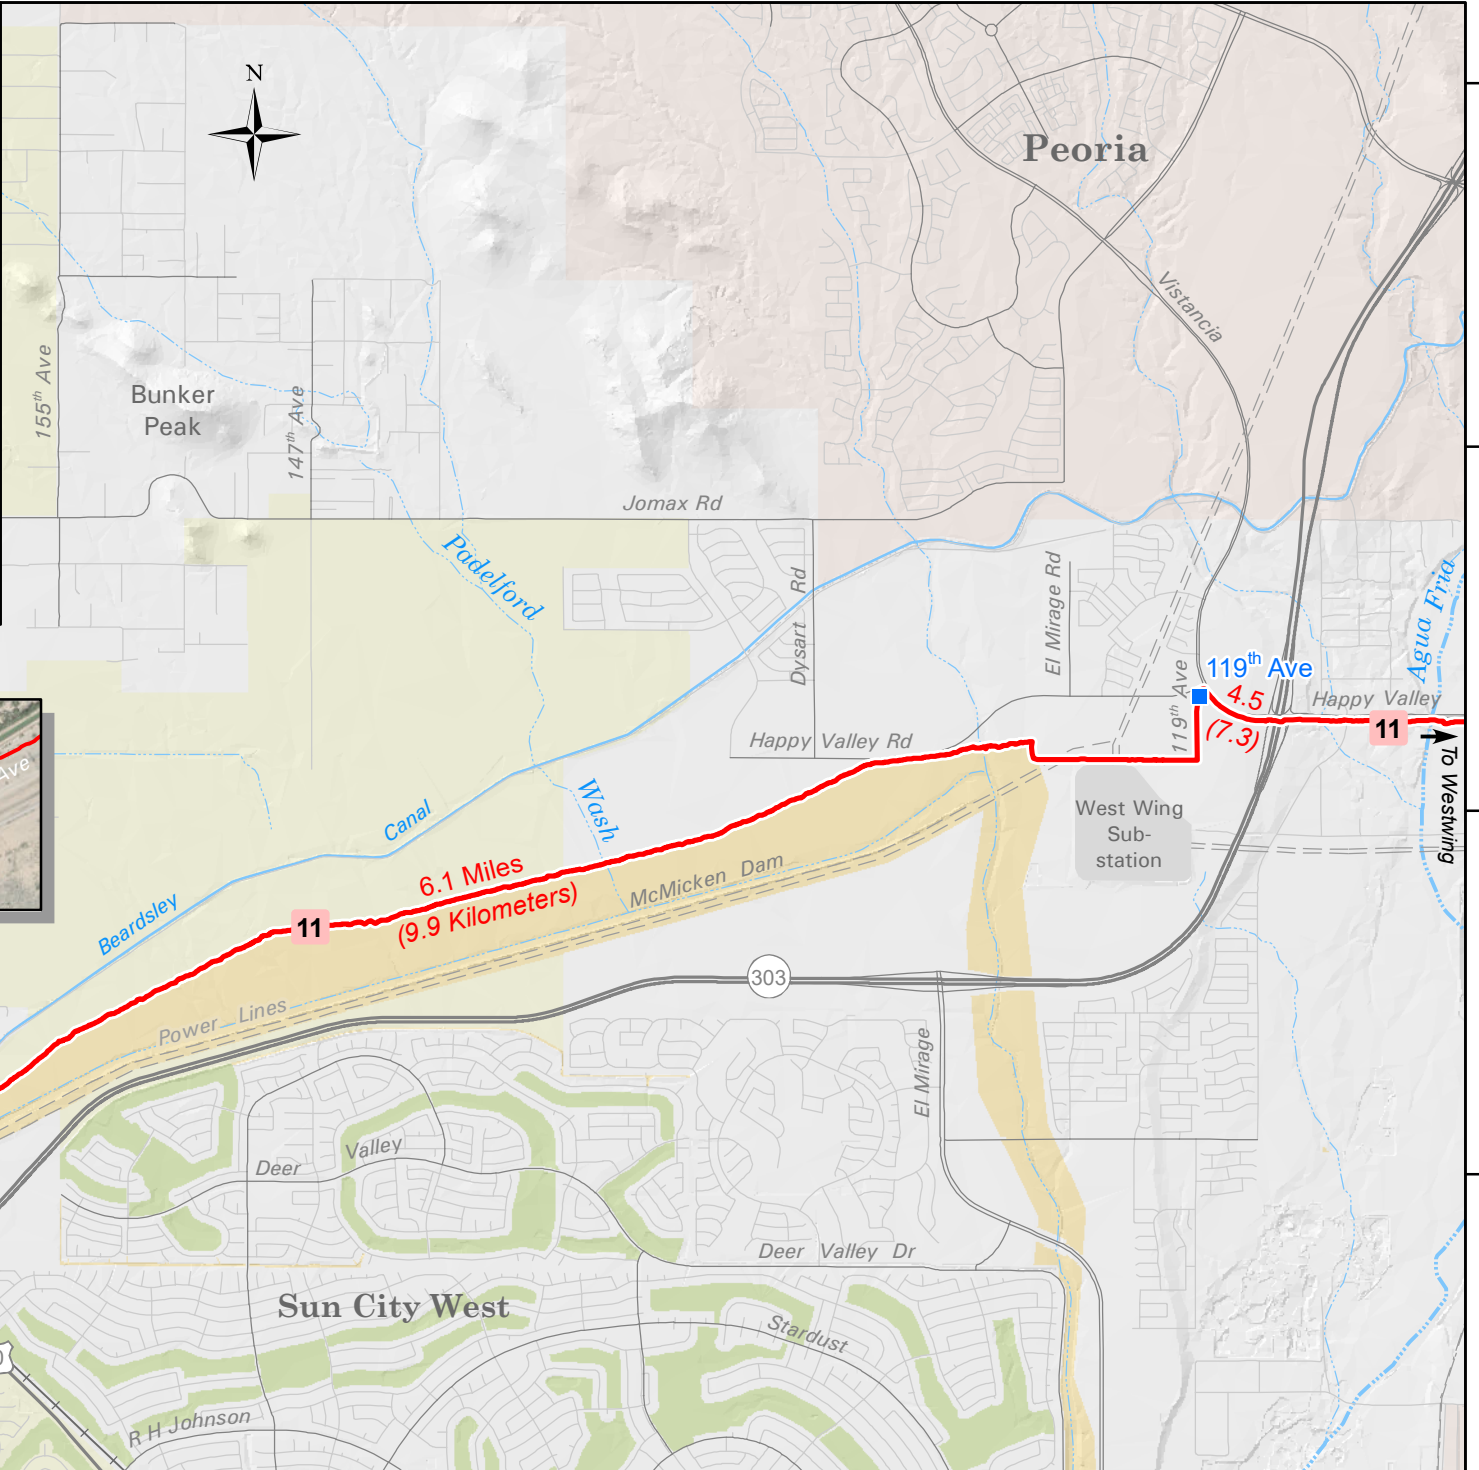 N
Peoria
Vistancia
155th Ave
Bunker
Peak
147th Ave
Jomax Rd
Padelford
Wash
Dysart Rd
El Mirage Rd
Agua Fria
119th Ave
119th Ave
4.5
(7.3)
Happy Valley
11
To Westwing
Happy Valley Rd
West Wing
Sub-
station
Ave
Canal
Beardsley
6.1 Miles
(9.9 Kilometers)
11
McMicken Dam
Power Lines
303
El Mirage
Deer Valley
Deer Valley Dr
Sun City West
Stardust
R H Johnson